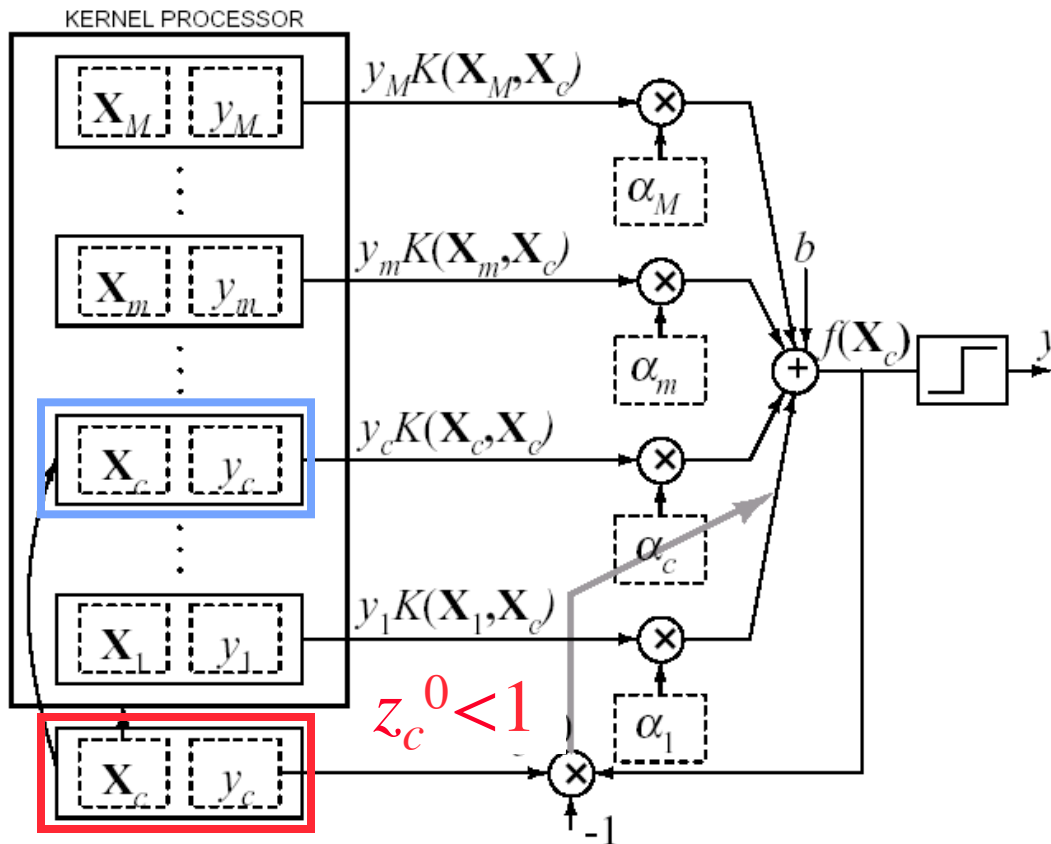 KERNEL PROCESSOR
X_M y_M y_M K(X_M, X_c) ×
α_M
X_m y_m y_m K(X_m, X_c) × b
α_m f(X_c) y
+
X_c y_c y_c K(X_c, X_c) ×
α_c
X_1 y_1 y_1 K(X_1, X_c) ×
z_c^0<1 α_1
X_c y_c ×
-1